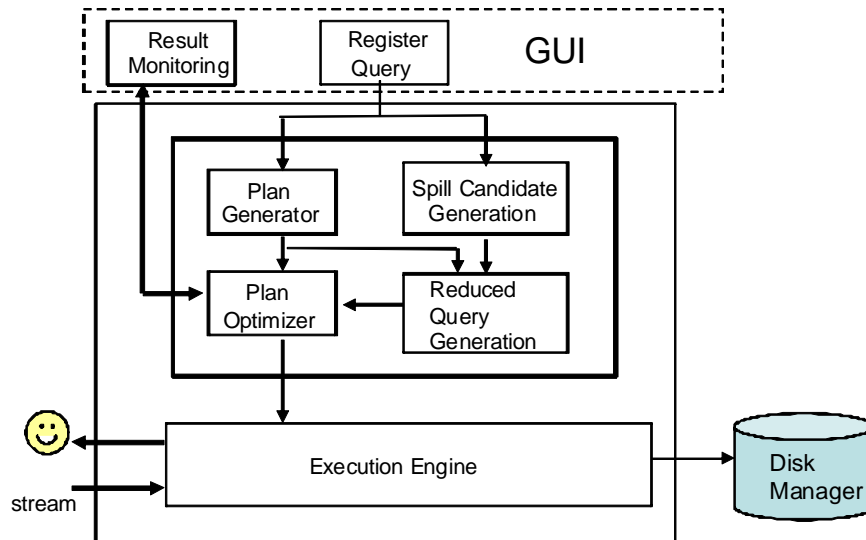 Result
Monitoring
Register
Query
GUI
Plan
Generator
Spill Candidate
Generation
Plan
Optimizer
Reduced
Query
Generation
Execution Engine
stream
Disk
Manager